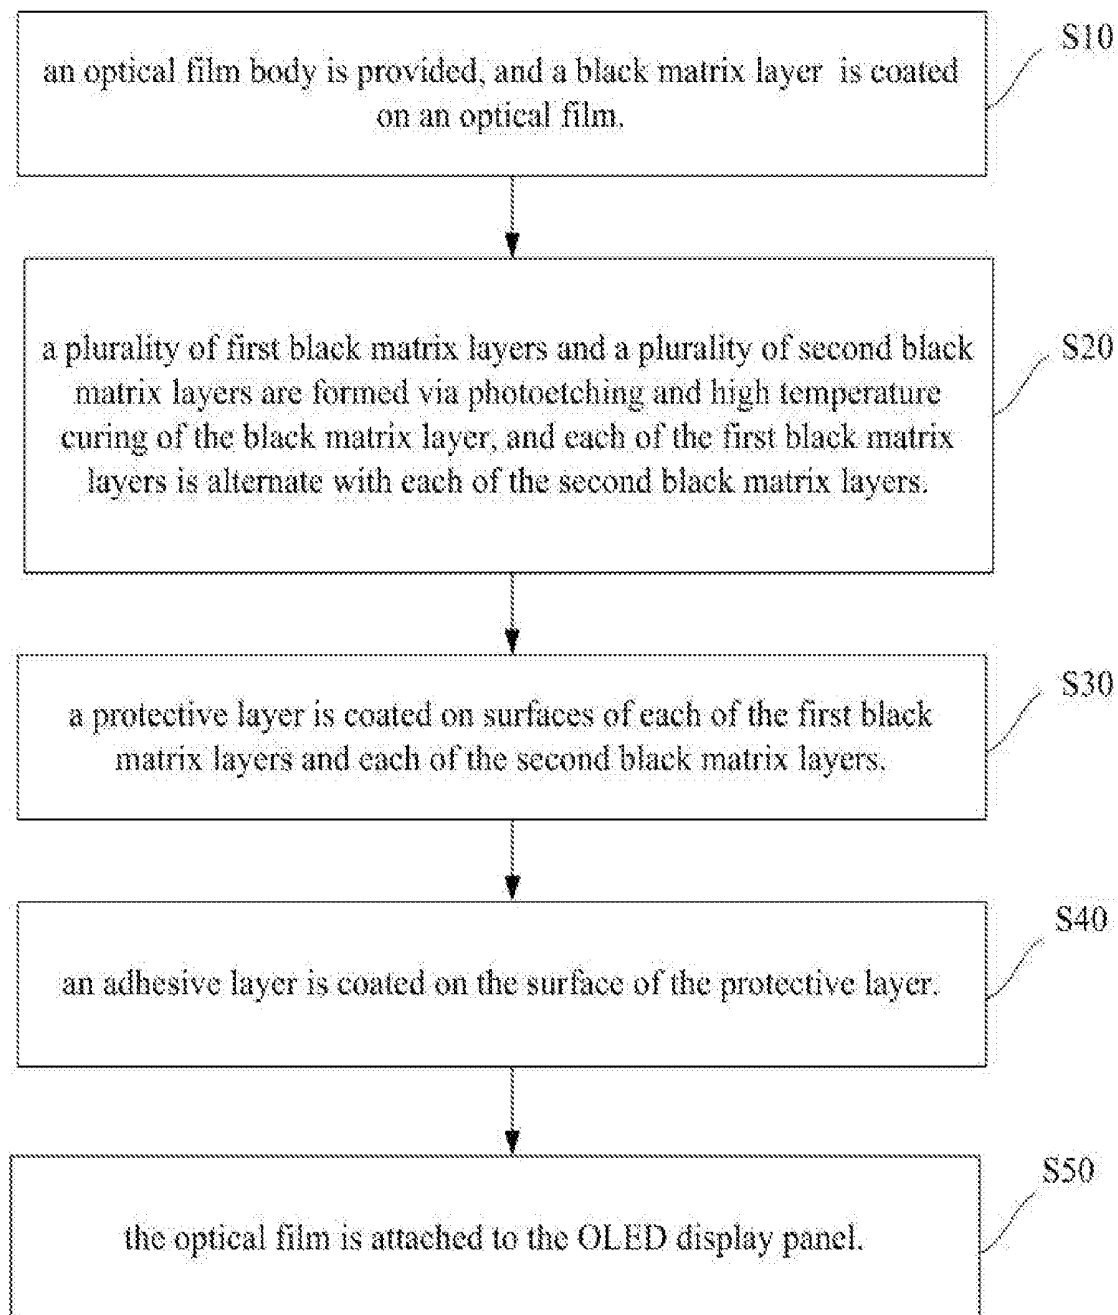 S10
an optical film body is provided, and a black matrix layer is coated
on an optical film.
S20
a plurality of first black matrix layers and a plurality of second black
matrix layers are formed via photoetching and high temperature
curing of the black matrix layer, and each of the first black matrix
layers is alternate with each of the second black matrix layers.
S30
a protective layer is coated on surfaces of each of the first black
matrix layers and each of the second black matrix layers.
S40
an adhesive layer is coated on the surface of the protective layer.
S50
the optical film is attached to the OLED display panel.